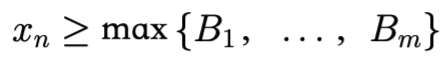 xₙ ≥ max {B₁, ..., Bₘ}